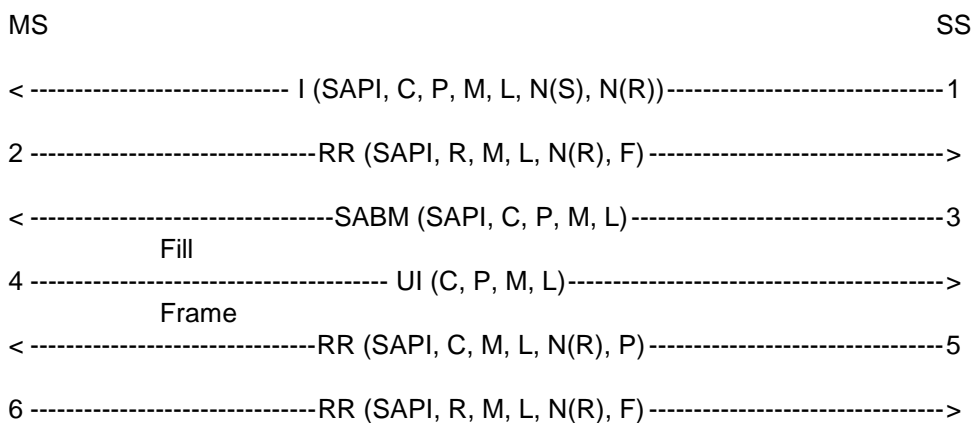 MS SS
< ----------------------------- I (SAPI, C, P, M, L, N(S), N(R))-------------------------------1
2 --------------------------------RR (SAPI, R, M, L, N(R), F) --------------------------------->
< ----------------------------------SABM (SAPI, C, P, M, L)-----------------------------------3
Fill
4 ---------------------------------------- UI (C, P, M, L)------------------------------------------>
Frame
< --------------------------------RR (SAPI, C, M, L, N(R), P) ---------------------------------5
6 --------------------------------RR (SAPI, R, M, L, N(R), F) --------------------------------->